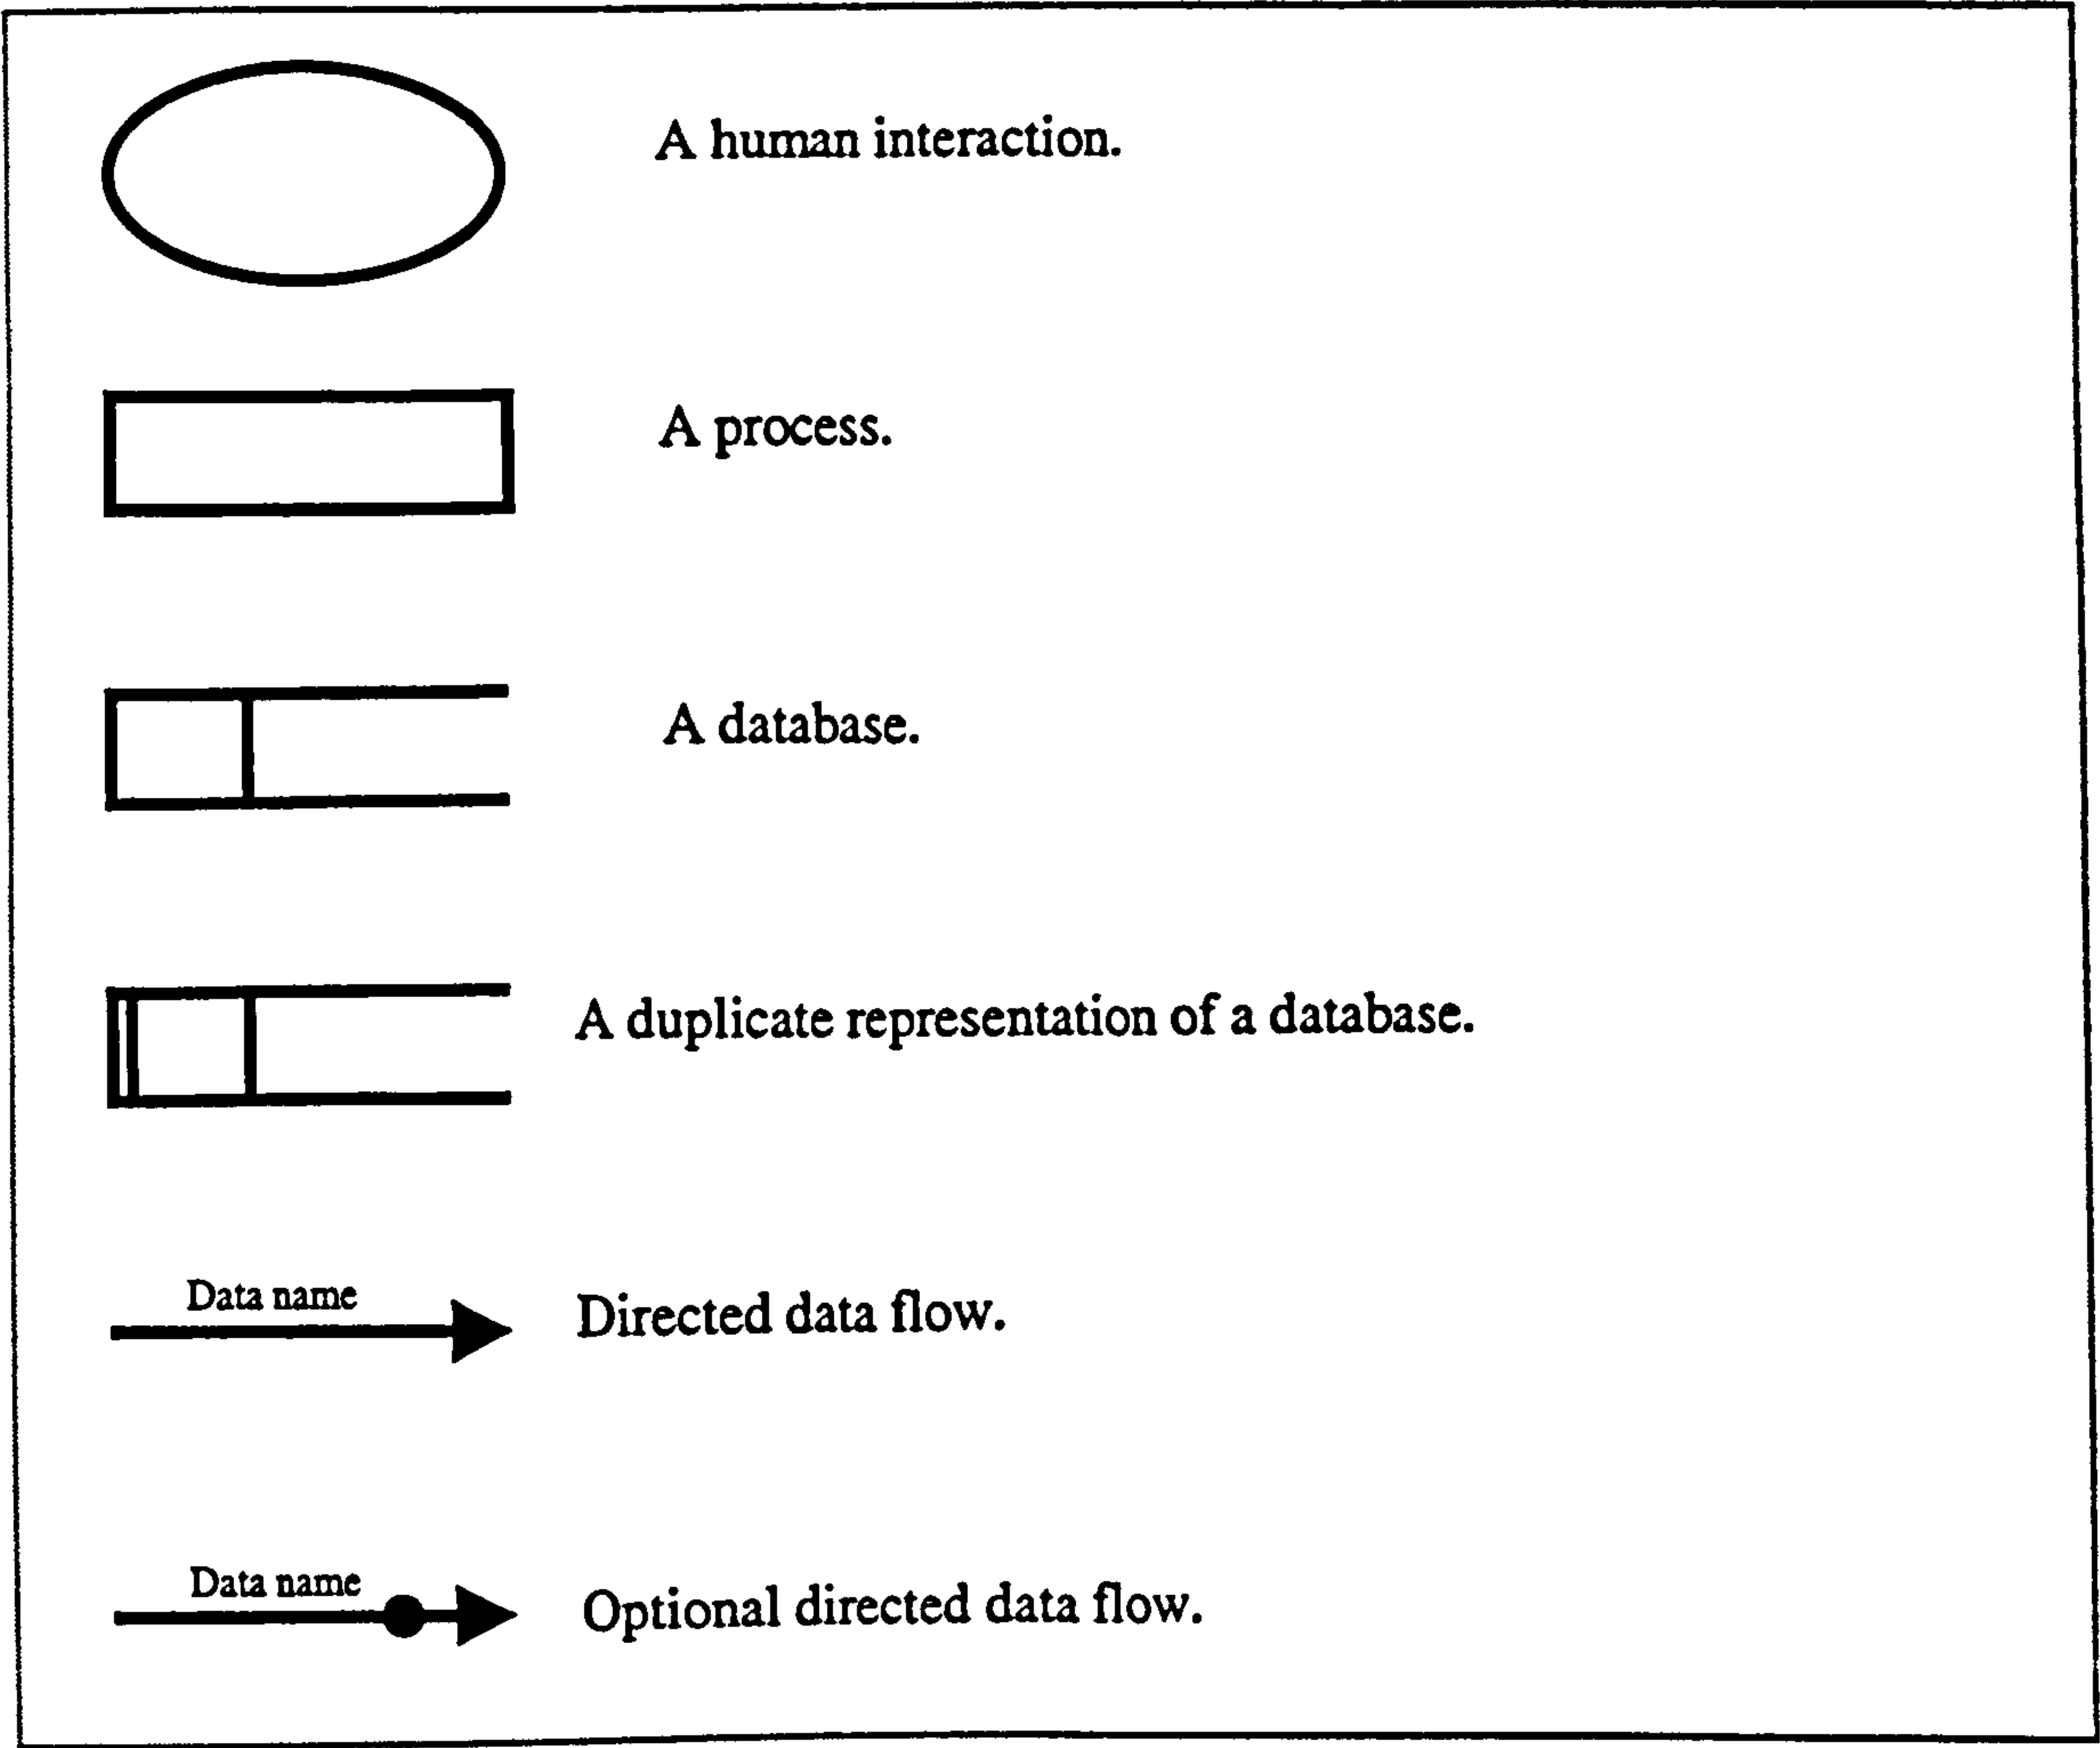 A human interaction.
A process.
A database.
A duplicate representation of a database.
Data name
Directed data flow.
Data name
Optional directed data flow.